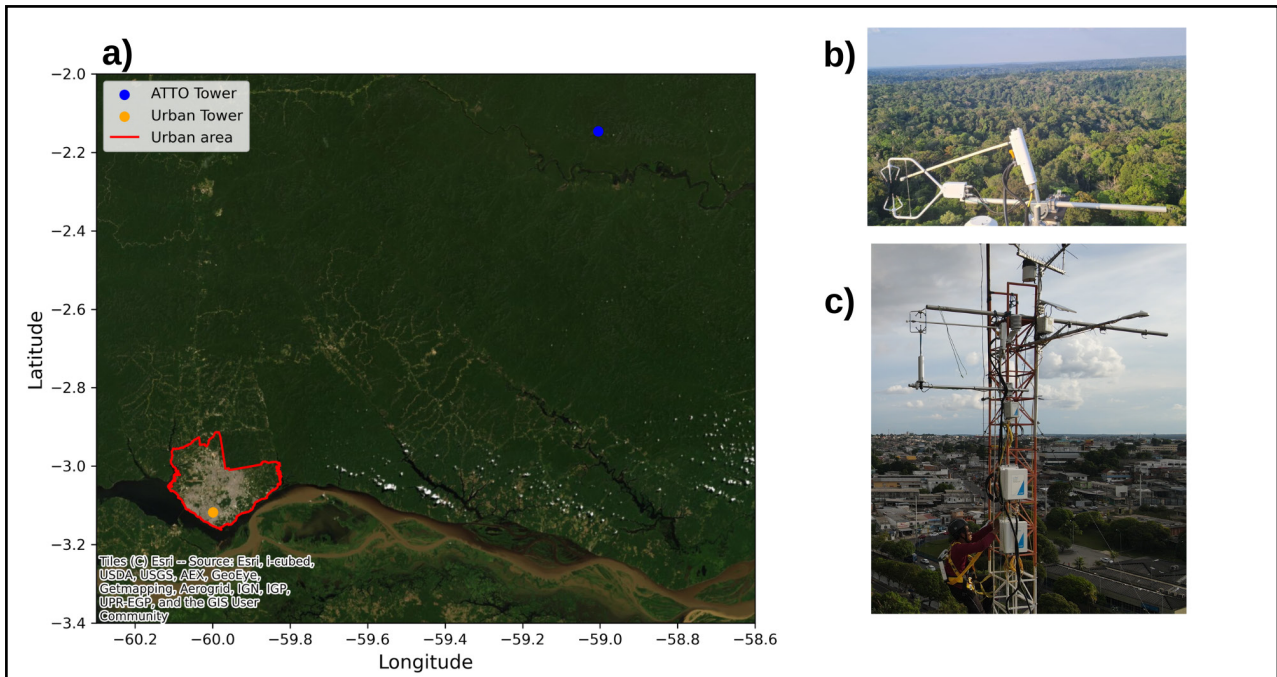 a)
ATTO Tower
Urban Tower
Urban area
−2.0
−2.2
−2.4
−2.6
−2.8
−3.0
−3.2
−3.4
Latitude
Tiles (C) Esri -- Source: Esri, i-cubed,
USDA, USGS, AEX, GeoEye,
Getmapping, Aerogrid, IGN, IGP,
UPR-EGP, and the GIS User
Community
−60.2 −60.0 −59.8 −59.6 −59.4 −59.2 −59.0 −58.8 −58.6
Longitude
b)
c)